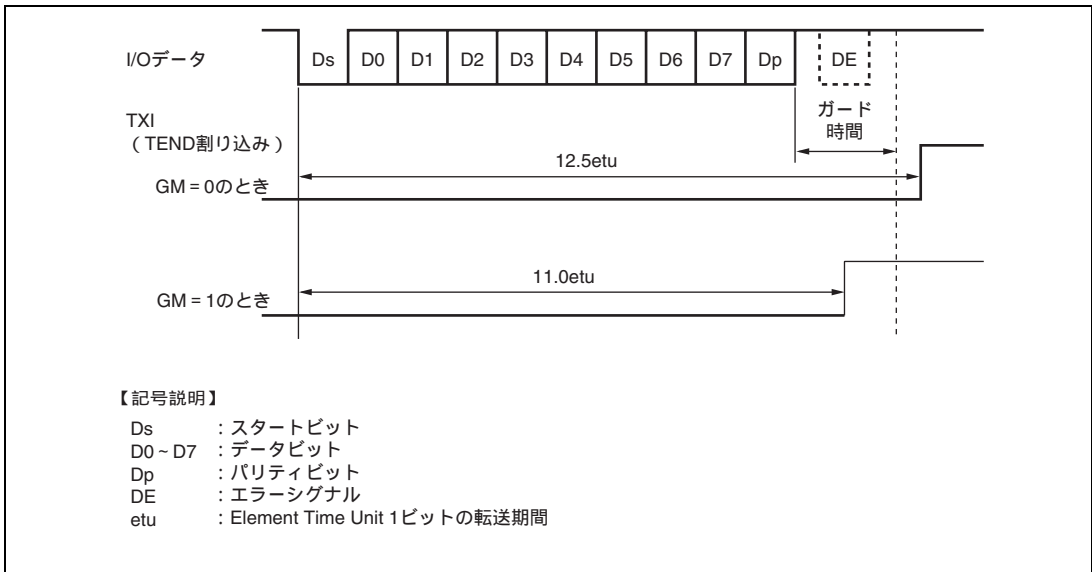 I/Oデータ
Ds D0 D1 D2 D3 D4 D5 D6 D7 Dp DE
TXI
（TEND割り込み）
ガード
時間
12.5etu
GM = 0のとき
11.0etu
GM = 1のとき
【記号説明】
Ds ：スタートビット
D0 ~ D7 ：データビット
Dp ：パリティビット
DE ：エラーシグナル
etu ：Element Time Unit 1ビットの転送期間